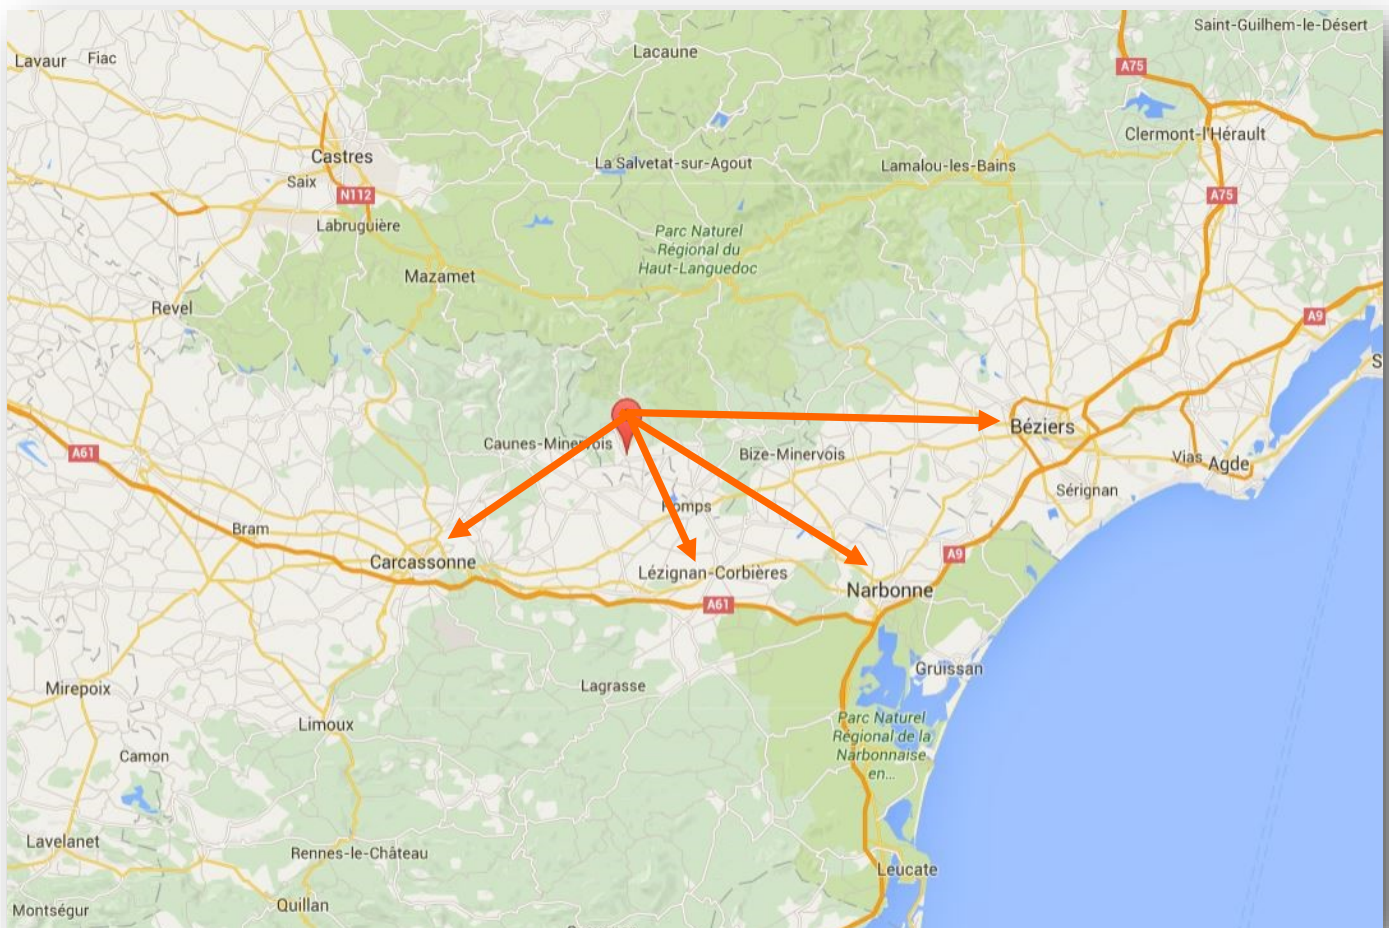 Saint-Guilhem-le-Désert
Lacaune
Lavaur
Fiac
A75
Clermont-l'Hérault
Castres
La Salvetat-sur-Agout
Lamalou-les-Bains
Saix
N112
A75
Labruguière
Parc Naturel
Régional du
Haut-Languedoc
Mazamet
Revel
A9
S
Caunes-Minervois
Béziers
A61
Bize-Minervois
Vias
Agde
Sérignan
Homps
Bram
Carcassonne
A9
Lézignan-Corbières
Narbonne
A61
Gruissan
Mirepoix
Lagrasse
Limoux
Parc Naturel
Régional de la
Narbonnaise
en...
Camon
Lavelanet
Rennes-le-Château
Leucate
Montségur
Quillan